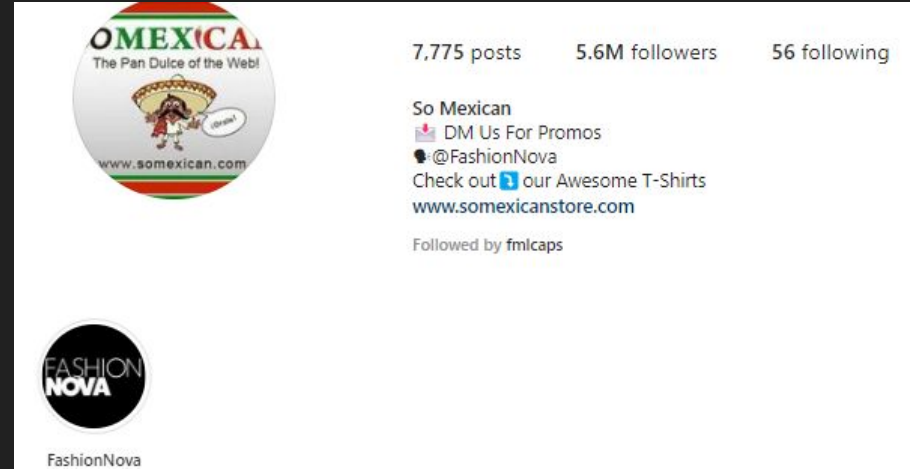 OMEXICA
The Pan Dulce of the Web!
¡Orale!
www.somexican.com
7,775 posts 5.6M followers 56 following
So Mexican
📩 DM Us For Promos
🗣@FashionNova
Check out⤵️our Awesome T-Shirts
www.somexicanstore.com
Followed by fmlcaps
FASHION
NOVA
FashionNova